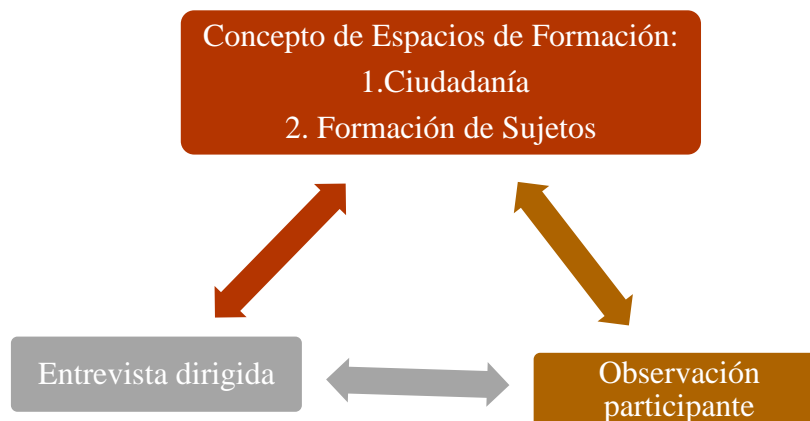 Concepto de Espacios de Formación:
1.Ciudadanía
2. Formación de Sujetos
Entrevista dirigida
Observación
participante